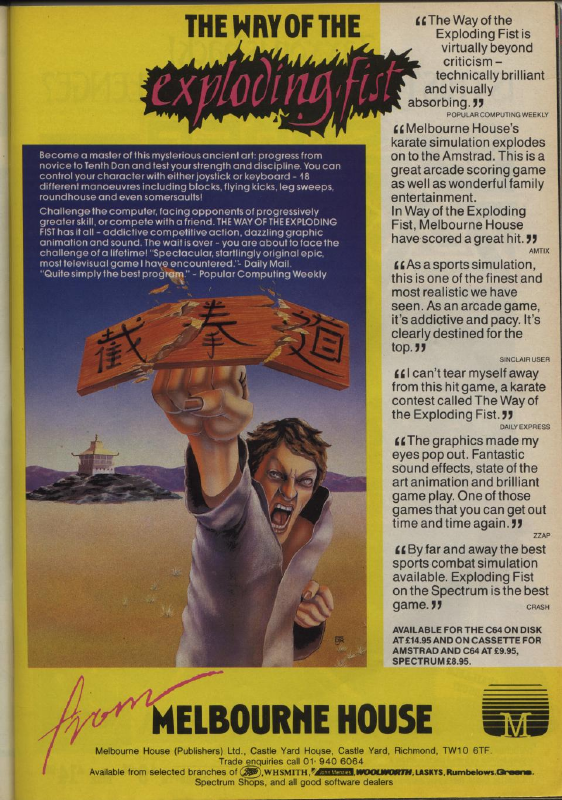 THE WAY OF THE
exploding fist
Become a master of this mysterious ancient art: progress from
novice to Tenth Dan and test your strength and discipline. You can
control your character with either joystick or keyboard – 18
different manoeuvres including blocks, flying kicks, leg sweeps,
roundhouse and even somersaults!
Challenge the computer, facing opponents of progressively
greater skill, or compete with a friend. THE WAY OF THE EXPLODING
FIST has it all – addictive competitive action, dazzling graphic
animation and sound. The wait is over – you are about to face the
challenge of a lifetime! "Spectacular, startlingly original epic,
most televisual game I have encountered." - Daily Mail.
"Quite simply the best program." – Popular Computing Weekly
截拳道
❝The Way of the
Exploding Fist is
virtually beyond
criticism –
technically brilliant
and visually
absorbing.❞
POPULAR COMPUTING WEEKLY
❝Melbourne House's
karate simulation explodes
on to the Amstrad. This is a
great arcade scoring game
as well as wonderful family
entertainment.
In Way of the Exploding
Fist, Melbourne House
have scored a great hit.❞
AMTIX
❝As a sports simulation,
this is one of the finest and
most realistic we have
seen. As an arcade game,
it's addictive and pacy. It's
clearly destined for the
top.❞
SINCLAIR USER
❝I can't tear myself away
from this hit game, a karate
contest called The Way of
the Exploding Fist.❞
DAILY EXPRESS
❝The graphics made my
eyes pop out. Fantastic
sound effects, state of the
art animation and brilliant
game play. One of those
games that you can get out
time and time again.❞
ZZAP
❝By far and away the best
sports combat simulation
available. Exploding Fist
on the Spectrum is the best
game.❞
CRASH
AVAILABLE FOR THE C64 ON DISK
AT £14.95 AND ON CASSETTE FOR
AMSTRAD AND C64 AT £9.95,
SPECTRUM £8.95.
from
MELBOURNE HOUSE
M
Melbourne House (Publishers) Ltd., Castle Yard House, Castle Yard, Richmond, TW10 6TF.
Trade enquiries call 01· 940 6064
Available from selected branches of Boots, WHSMITH, John Menzies, WOOLWORTH, LASKYS, Rumbelows, Greens.
Spectrum Shops, and all good software dealers